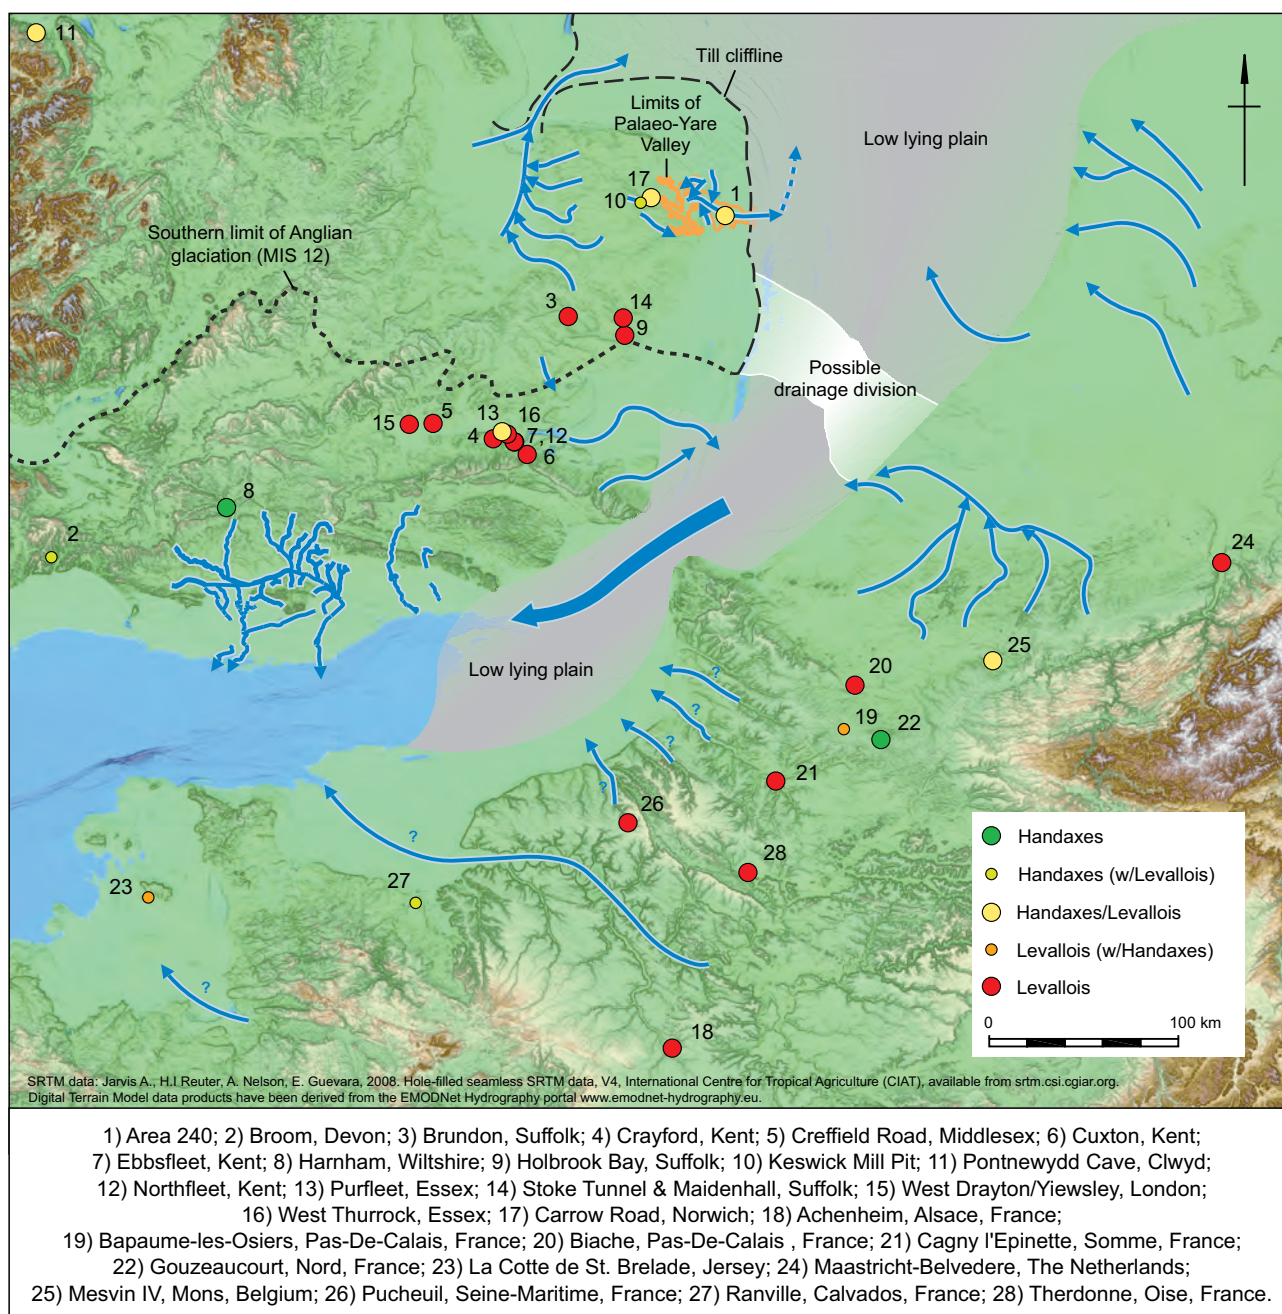 11
Till cliffline
Limits of
Palaeo-Yare
Valley
Low lying plain
17
10
1
Southern limit of Anglian
glaciation (MIS 12)
3
14
9
Possible
drainage division
15
5
13
16
4
7,12
6
8
2
24
Low lying plain
25
?
20
?
19
22
?
21
?
26
?
28
23
27
?
18
Handaxes
Handaxes (w/Levallois)
Handaxes/Levallois
Levallois (w/Handaxes)
Levallois
0
100 km
SRTM data: Jarvis A., H.I Reuter, A. Nelson, E. Guevara, 2008. Hole-filled seamless SRTM data, V4, International Centre for Tropical Agriculture (CIAT), available from srtm.csi.cgiar.org.
Digital Terrain Model data products have been derived from the EMODNet Hydrography portal www.emodnet-hydrography.eu.
1) Area 240; 2) Broom, Devon; 3) Brundon, Suffolk; 4) Crayford, Kent; 5) Creffield Road, Middlesex; 6) Cuxton, Kent;
7) Ebbsfleet, Kent; 8) Harnham, Wiltshire; 9) Holbrook Bay, Suffolk; 10) Keswick Mill Pit; 11) Pontnewydd Cave, Clwyd;
12) Northfleet, Kent; 13) Purfleet, Essex; 14) Stoke Tunnel & Maidenhall, Suffolk; 15) West Drayton/Yiewsley, London;
16) West Thurrock, Essex; 17) Carrow Road, Norwich; 18) Achenheim, Alsace, France;
19) Bapaume-les-Osiers, Pas-De-Calais, France; 20) Biache, Pas-De-Calais , France; 21) Cagny l'Epinette, Somme, France;
22) Gouzeaucourt, Nord, France; 23) La Cotte de St. Brelade, Jersey; 24) Maastricht-Belvedere, The Netherlands;
25) Mesvin IV, Mons, Belgium; 26) Pucheuil, Seine-Maritime, France; 27) Ranville, Calvados, France; 28) Therdonne, Oise, France.